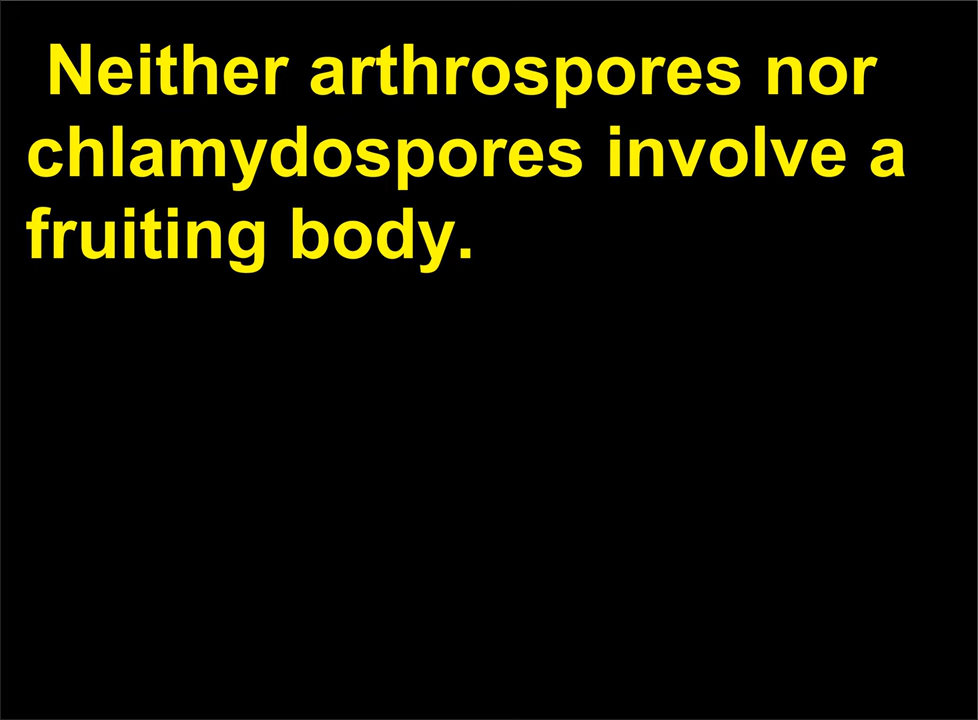 Neither arthrospores nor
chlamydospores involve a
fruiting body.